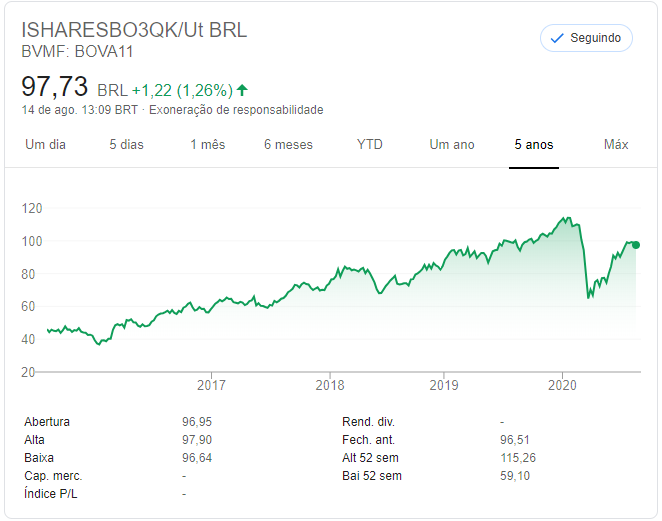 ISHARESBO3QK/Ut BRL
BVMF: BOVA11
Seguindo
97,73 BRL +1,22 (1,26%)
14 de ago. 13:09 BRT · Exoneração de responsabilidade
Um dia 5 dias 1 mês 6 meses YTD Um ano 5 anos Máx
120
100
80
60
40
20
2017 2018 2019 2020
Abertura 96,95 Rend. div. -
Alta 97,90 Fech. ant. 96,51
Baixa 96,64 Alt 52 sem 115,26
Cap. merc. - Bai 52 sem 59,10
Índice P/L -